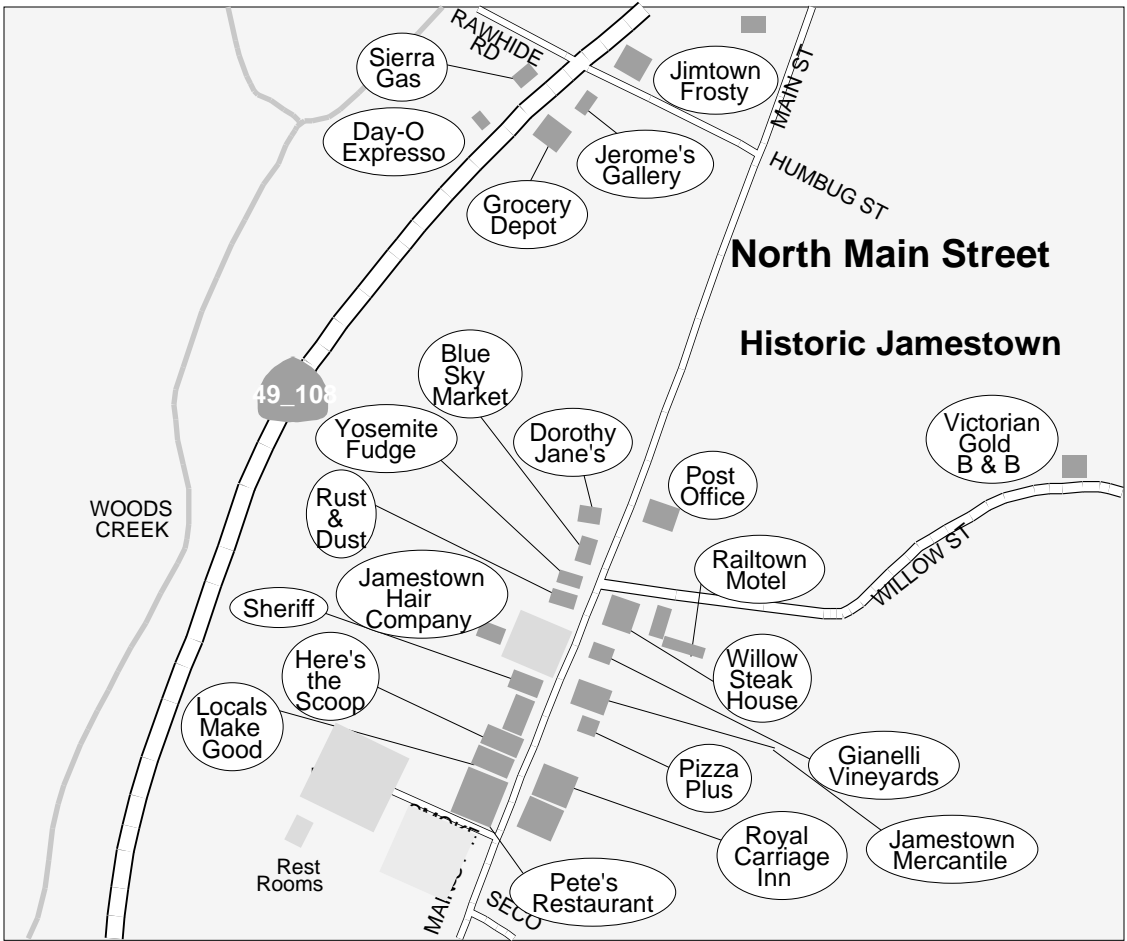 RAWHIDE
RD
Sierra
Gas
Jimtown
Frosty
MAIN ST
Day-O
Expresso
Jerome's
Gallery
HUMBUG ST
Grocery
Depot
North Main Street
Historic Jamestown
Blue
Sky
Market
49_108
Yosemite
Fudge
Dorothy
Jane's
Victorian
Gold
B & B
Post
Office
Rust
&
Dust
WOODS
CREEK
Railtown
Motel
WILLOW ST
Jamestown
Hair
Company
Sheriff
Here's
the
Scoop
Willow
Steak
House
Locals
Make
Good
Gianelli
Vineyards
Pizza
Plus
Royal
Carriage
Inn
Jamestown
Mercantile
Rest
Rooms
Pete's
Restaurant
SECO